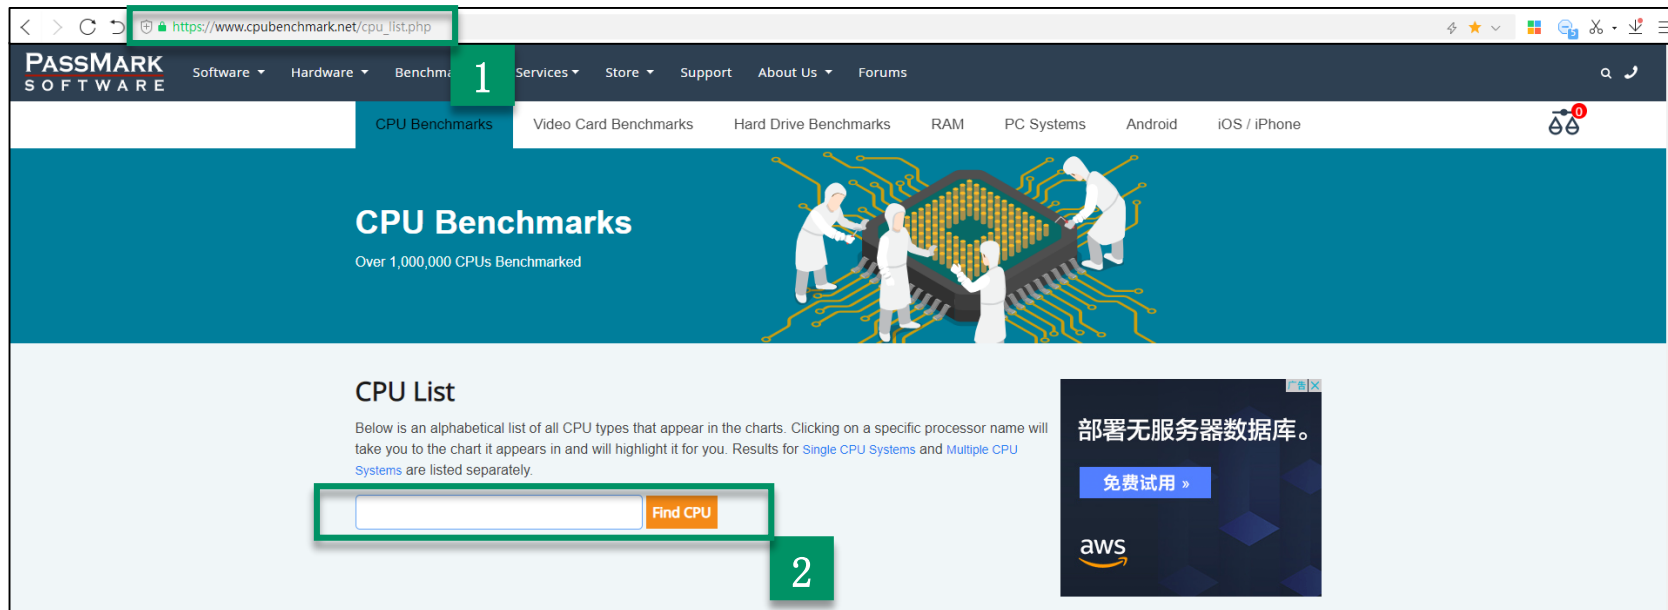 https://www.cpubenchmark.net/cpu_list.php
5
1
PASSMARK
SOFTWARE
Software Hardware Services Store Support About Us Forums
CPU Benchmarks Video Card Benchmarks Hard Drive Benchmarks RAM PC Systems Android iOS / iPhone
0
CPU Benchmarks
Over 1,000,000 CPUs Benchmarked
CPU List
Below is an alphabetical list of all CPU types that appear in the charts. Clicking on a specific processor name will
take you to the chart it appears in and will highlight it for you. Results for Single CPU Systems and Multiple CPU
Systems are listed separately.
Find CPU
2
广告
部署无服务器数据库。
免费试用 »
aws